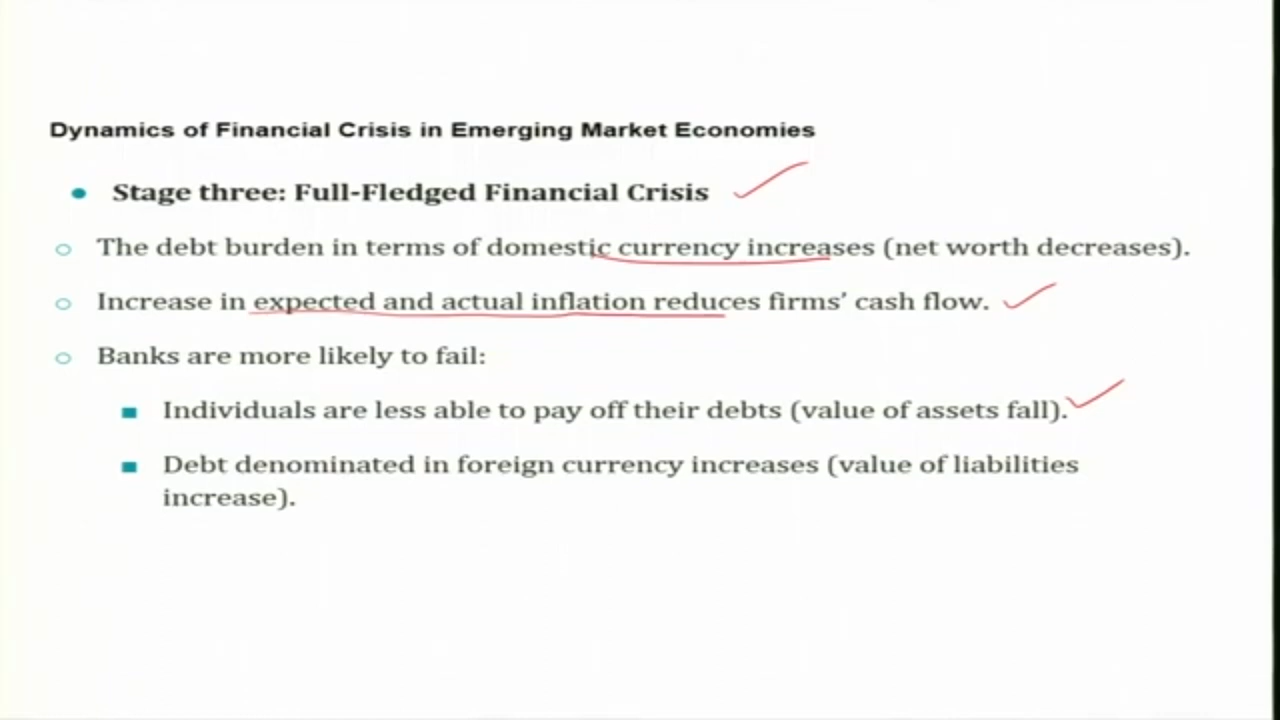 Dynamics of Financial Crisis in Emerging Market Economies
Stage three: Full-Fledged Financial Crisis
The debt burden in terms of domestic currency increases (net worth decreases).
Increase in expected and actual inflation reduces firms’ cash flow.
Banks are more likely to fail:
Individuals are less able to pay off their debts (value of assets fall).
Debt denominated in foreign currency increases (value of liabilities
increase).